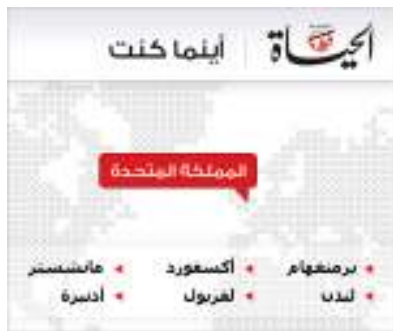 الحياة أينما كنت
المملكة المتحدة
برمنغهام أكسفورد مانشستر
لندن لفربول أدنبرة